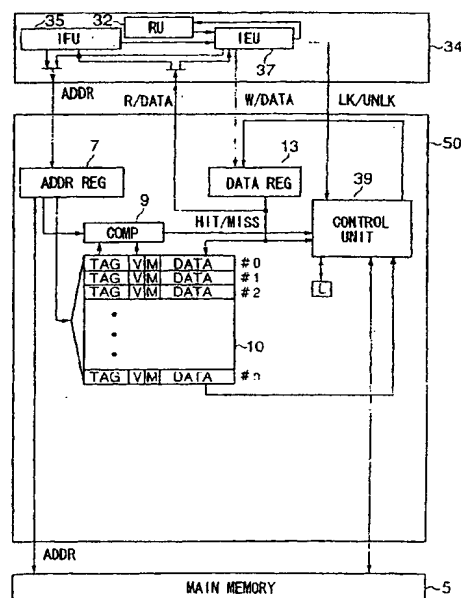 35
32
RU
IFU
IEU
34
37
ADDR
R/DATA
W/DATA
LK/UNLK
50
7
13
39
ADDR REG
DATA REG
9
COMP
HIT/MISS
CONTROL
UNIT
TAG V M DATA #0
TAG V M DATA #1
TAG V M DATA #2
L
10
TAG V M DATA #n
ADDR
MAIN MEMORY
5